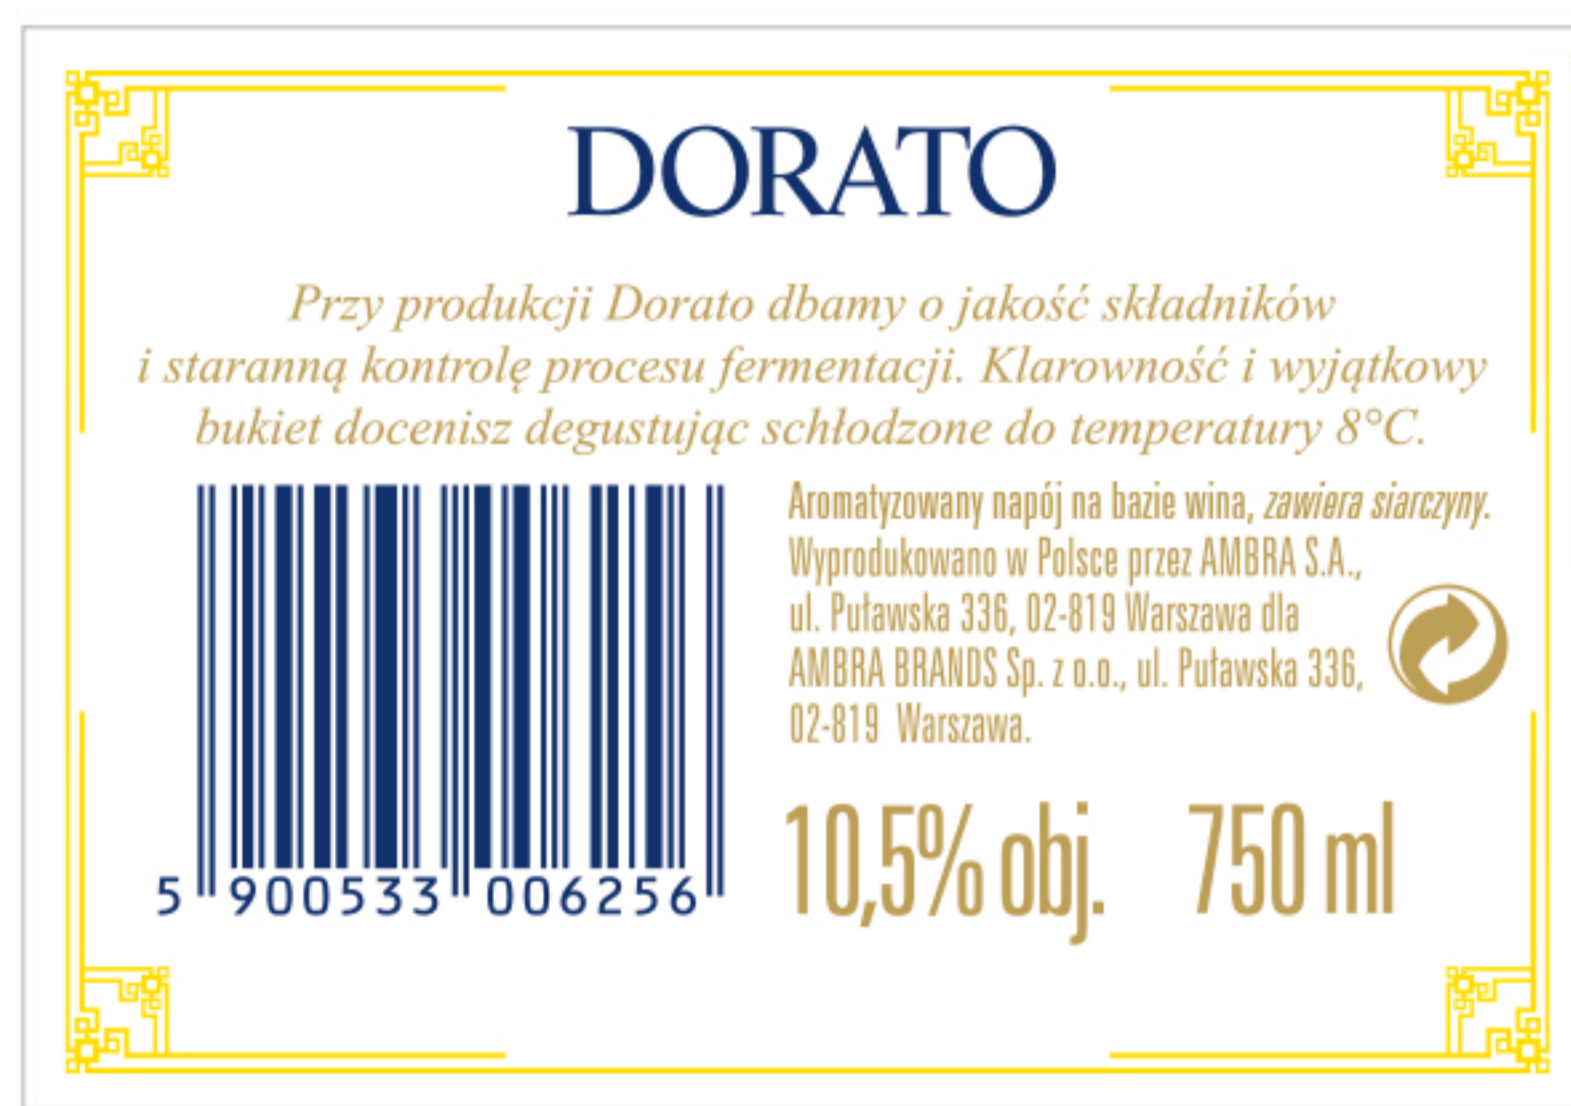 DORATO
Przy produkcji Dorato dbamy o jakość składników
i staranną kontrolę procesu fermentacji. Klarowność i wyjątkowy
bukiet docenisz degustując schłodzone do temperatury 8°C.
Aromatyzowany napój na bazie wina, zawiera siarczyny.
Wyprodukowano w Polsce przez AMBRA S.A.,
ul. Puławska 336, 02-819 Warszawa dla
AMBRA BRANDS Sp. z o.o., ul. Puławska 336,
02-819 Warszawa.
5 900533 006256
10,5% obj. 750 ml